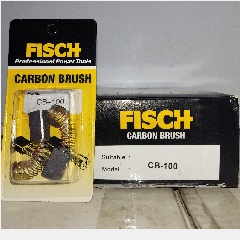 FISCH
Professional Power Tools
CARBON BRUSH
CB-100
FISCH
CARBON BRUSH
Suitable :
Model : CB-100